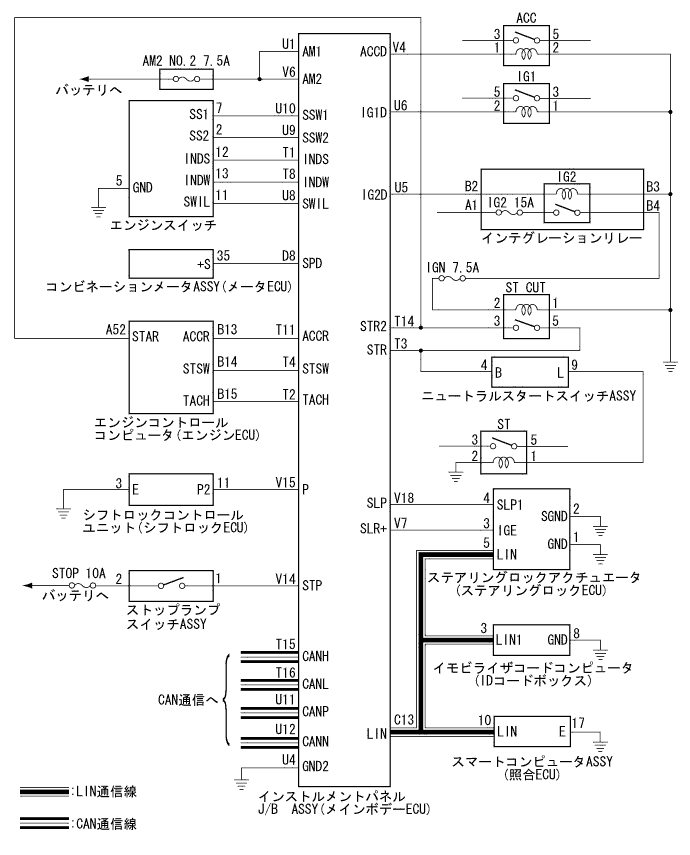 ACC
3 5
1 2
U1 AM1
ACCD V4
AM2 NO.2 7.5A
V6 AM2
バッテリへ
IG1
5 3
2 1
IG1D U6
SS1 7 U10 SSW1
SS2 2 U9 SSW2
INDS 12 T1 INDS
5 GND
INDW 13 T8 INDW
SWIL 11 U8 SWIL
エンジンスイッチ
IG2
IG2D U5 B2 B3
A1 IG2 15A B4
インテグレーションリレー
+S 35 D8 SPD
コンビネーションメータASSY(メータECU)
IGN 7.5A
ST CUT
2 1
3 5
STR2 T14
STR T3
A52 STAR
ACCR B13 T11 ACCR
STSW B14 T4 STSW
TACH B15 T2 TACH
エンジンコントロール
コンピュータ(エンジンECU)
4 B L 9
ニュートラルスタートスイッチASSY
ST
3 5
2 1
3 E P2 11 V15 P
シフトロックコントロール
ユニット(シフトロックECU)
SLP V18 4 SLP1
SLR+ V7 3 IGE
5 LIN
SGND 2
GND 1
ステアリングロックアクチュエータ
(ステアリングロックECU)
STOP 10A 2 1 V14 STP
バッテリへ
ストップランプ
スイッチASSY
3 LIN1 GND 8
イモビライザコードコンピュータ
(IDコードボックス)
T15 CANH
T16 CANL
U11 CANP
U12 CANN
CAN通信へ
U4 GND2
LIN C13 10 LIN E 17
スマートコンピュータASSY
(照合ECU)
インストルメントパネル
J/B ASSY(メインボデーECU)
:LIN通信線
:CAN通信線